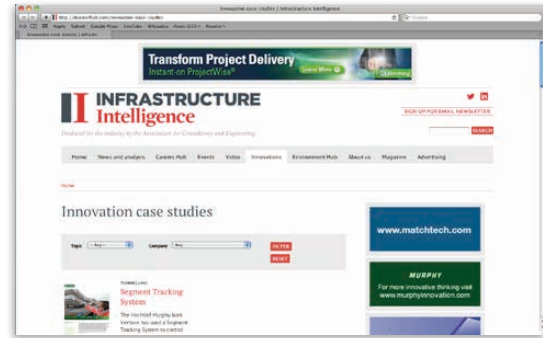 Innovation case studies | Infrastructure Intelligence
Transform Project Delivery
Instant-on ProjectWise®
Learn More
INFRASTRUCTURE
Intelligence
SIGN UP FOR EMAIL NEWSLETTER
Produced for the industry by the Association for Consultancy and Engineering
SEARCH
Home News and analysis Careers Hub Events Video Innovations Environment Hub About us Magazine Advertising
Home
Innovation case studies
www.matchtech.com
Topic - Any - Company Any
FILTER
RESET
MURPHY
For more innovative thinking visit
www.murphyinnovation.com
TUNNELLING
Segment Tracking
System
The Hochtief Murphy Joint
Venture has used a Segment
Tracking System to control